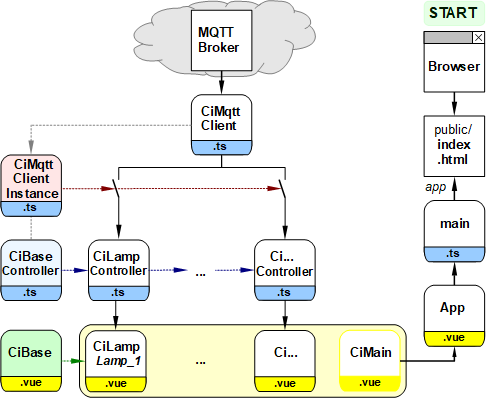 START
MQTT
Broker
Browser
CiMqtt
Client
.ts
public/
index
.html
app
CiMqtt
Client
Instance
.ts
main
.ts
CiBase
Controller
.ts
CiLamp
Controller
.ts
...
Ci...
Controller
.ts
App
.vue
CiBase
.vue
CiLamp
Lamp_1
.vue
...
Ci...
.vue
CiMain
.vue